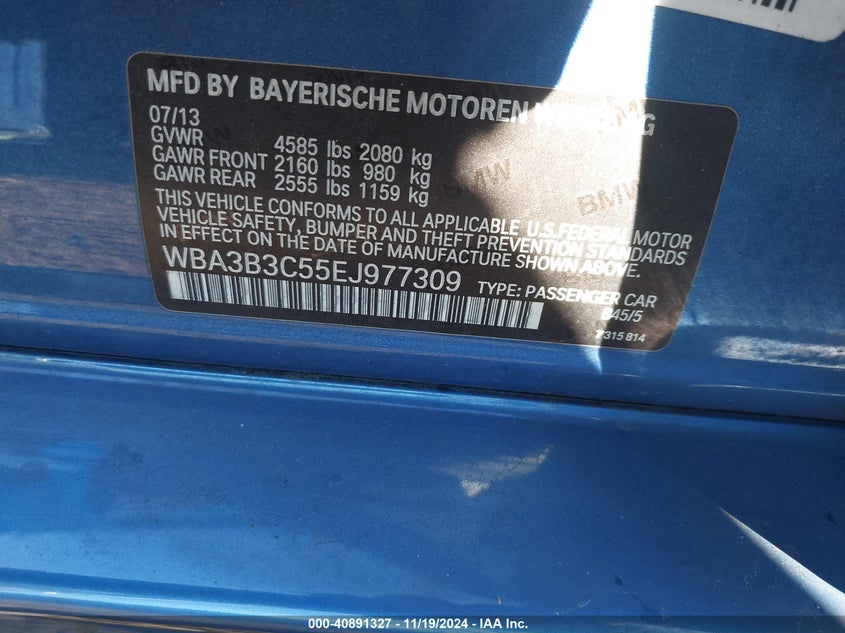 MFD BY BAYERISCHE MOTOREN
07/13
GVWR 4585 lbs 2080 kg
GAWR FRONT 2160 lbs 980 kg
GAWR REAR 2555 lbs 1159 kg
THIS VEHICLE CONFORMS TO ALL APPLICABLE U.S.FEDERAL MOTOR
VEHICLE SAFETY, BUMPER AND THEFT PREVENTION STANDARDS
IN EFFECT ON THE DATE OF MANUFACTURE SHOWN ABOVE.
WBA3B3C55EJ977309 TYPE: PASSENGER CAR
7315814
BMW
BMW
000-40891327 - 11/19/2024 - IAA Inc.